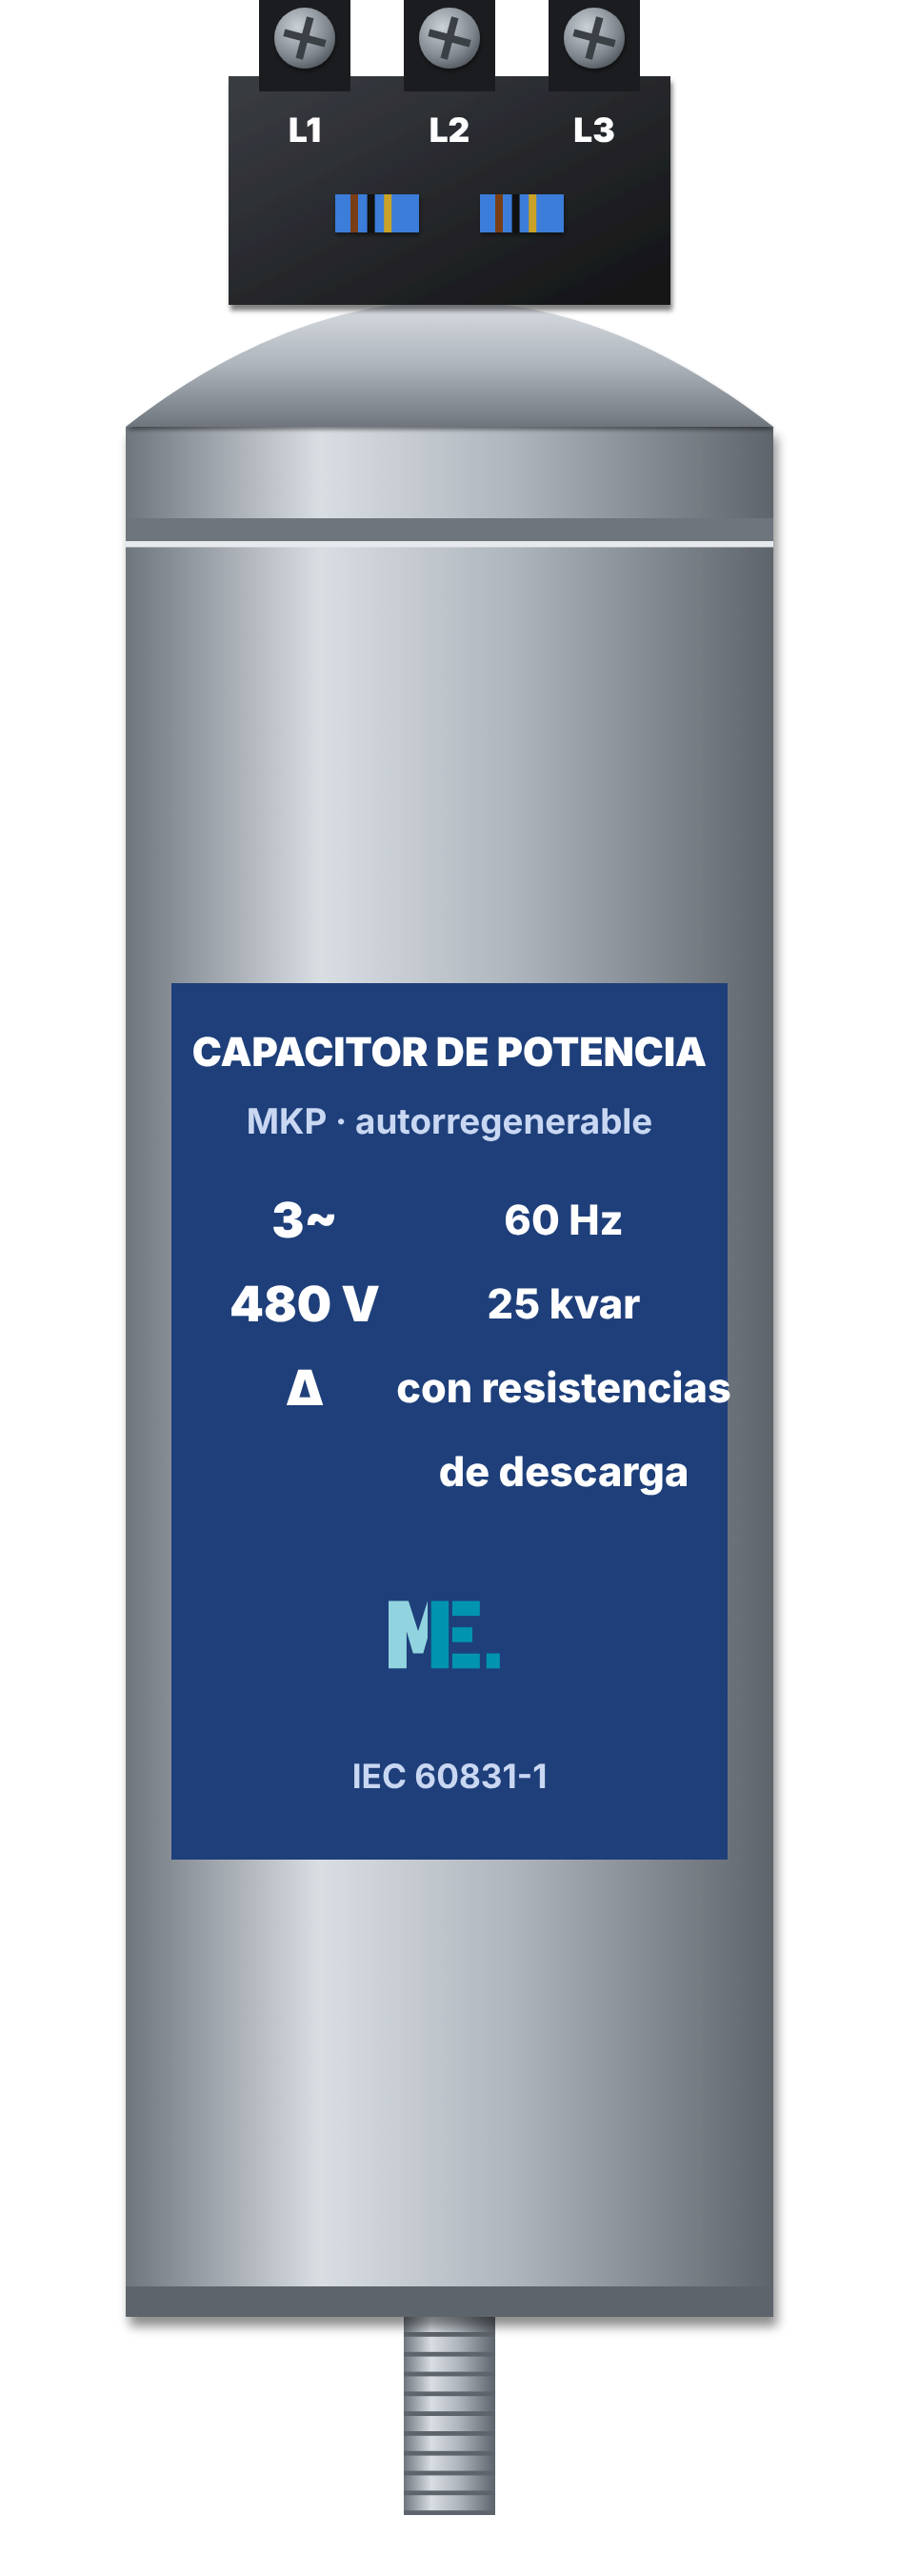 L1 L2 L3
CAPACITOR DE POTENCIA
MKP · autorregenerable
3~ 60 Hz
480 V 25 kvar
Δ con resistencias
de descarga
ME.
IEC 60831-1